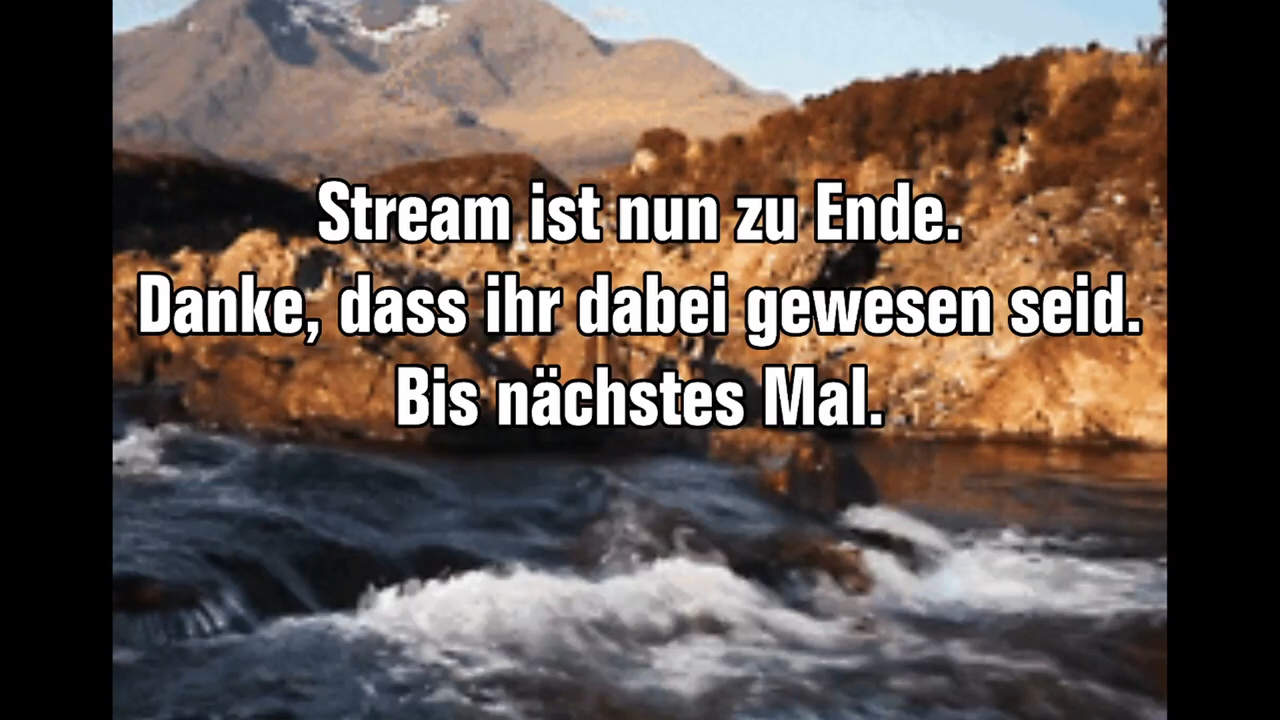 Stream ist nun zu Ende.
Danke, dass ihr dabei gewesen seid.
Bis nächstes Mal.